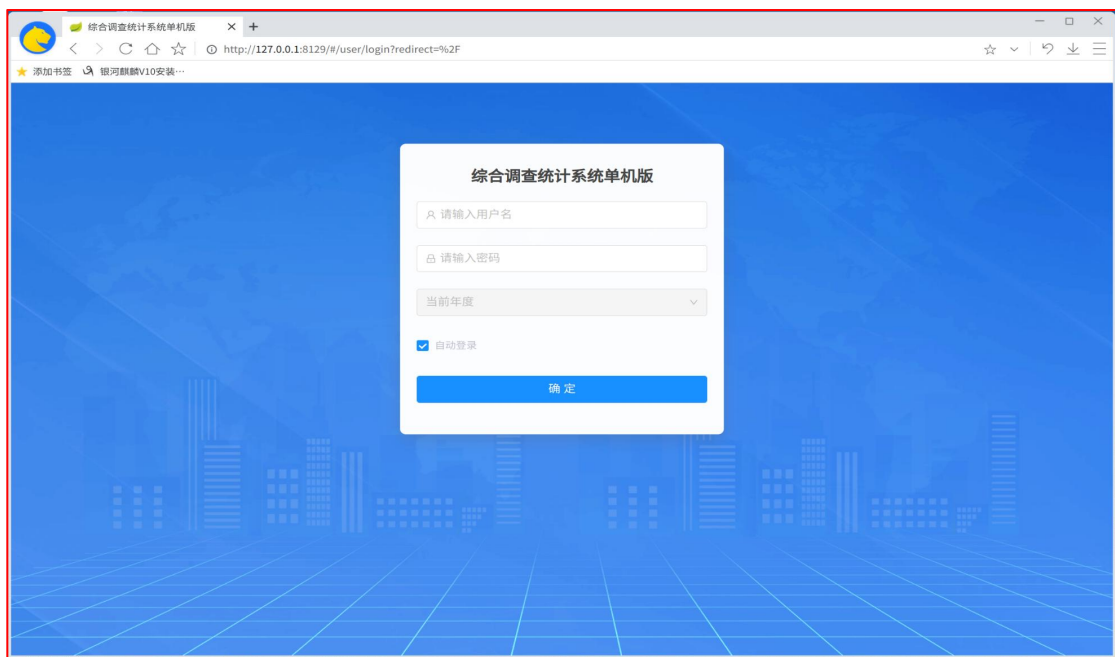 综合调查统计系统单机版
http://127.0.0.1:8129/#/user/login?redirect=%2F
添加书签 银河麒麟V10安装…
综合调查统计系统单机版
请输入用户名
请输入密码
当前年度
自动登录
确 定